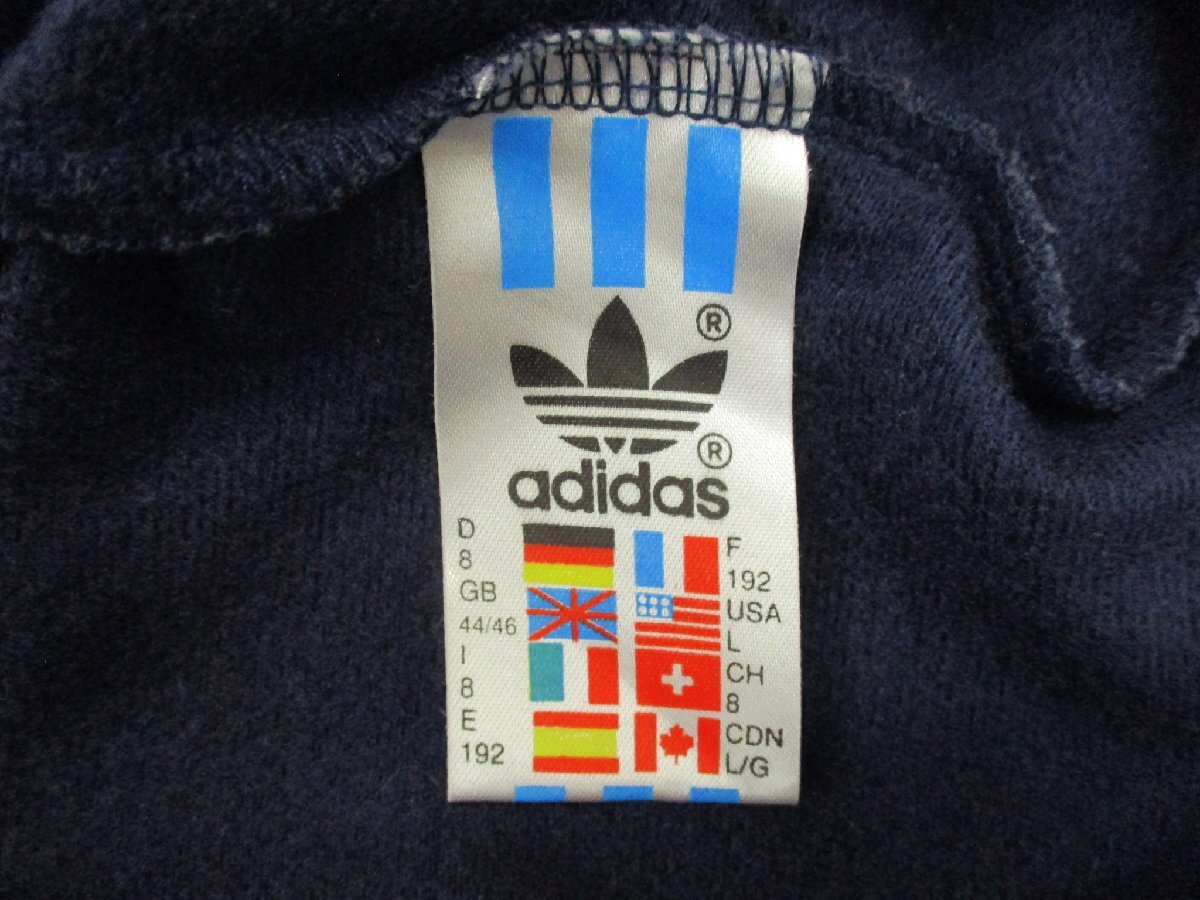 ®
®
adidas
D
8
GB
44/46
I
8
E
192
F
192
USA
L
CH
8
CDN
L/G